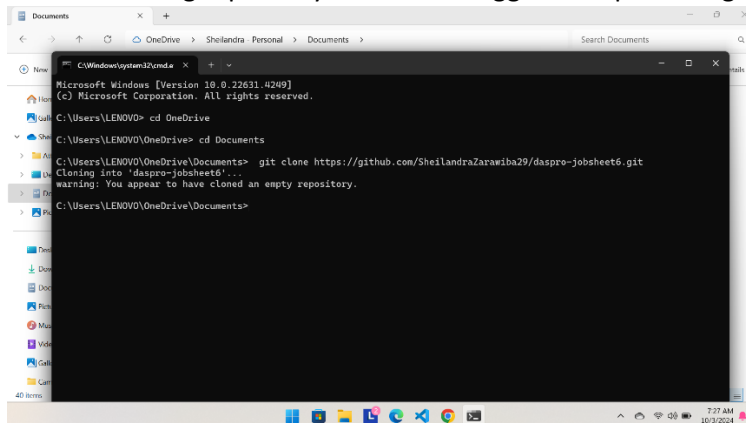 Documents
OneDrive > Sheilandra - Personal > Documents >
Search Documents
New
C:\Windows\system32\cmd.e
Microsoft Windows [Version 10.0.22631.4249]
(c) Microsoft Corporation. All rights reserved.
C:\Users\LENOVO> cd OneDrive
C:\Users\LENOVO\OneDrive> cd Documents
C:\Users\LENOVO\OneDrive\Documents>  git clone https://github.com/SheilandraZarawiba29/daspro-jobsheet6.git
Cloning into 'daspro-jobsheet6'...
warning: You appear to have cloned an empty repository.
C:\Users\LENOVO\OneDrive\Documents>
40 items
7:27 AM
10/3/2024